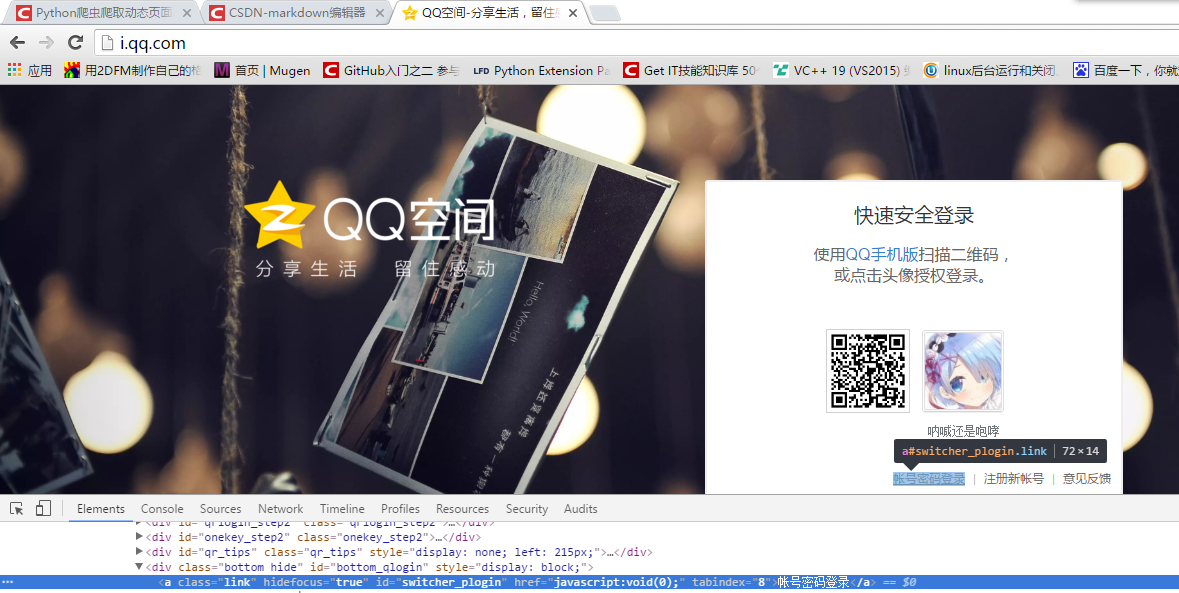 Python爬虫爬取动态页面
CSDN-markdown编辑器
QQ空间-分享生活，留住
i.qq.com
应用
用2DFM制作自己的格
首页 | Mugen
GitHub入门之二 参与
LFD Python Extension Pa
Get IT技能知识库 50
VC++ 19 (VS2015)
linux后台运行和关闭
百度一下，你就
QQ空间
分享生活 留住感动
Hello, World!
快速安全登录
使用QQ手机版扫描二维码，
或点击头像授权登录。
呐喊还是咆哮
a#switcher_plogin.link | 72×14
帐号密码登录 | 注册新帐号 | 意见反馈
Elements Console Sources Network Timeline Profiles Resources Security Audits
<div id="qrlogin_step2" class="qrlogin_step2">…</div>
<div id="onekey_step2" class="onekey_step2">…</div>
<div id="qr_tips" class="qr_tips" style="display: none; left: 215px;">…</div>
<div class="bottom hide" id="bottom_qlogin" style="display: block;">
<a class="link" hidefocus="true" id="switcher_plogin" href="javascript:void(0);" tabindex="8">帐号密码登录</a> == $0